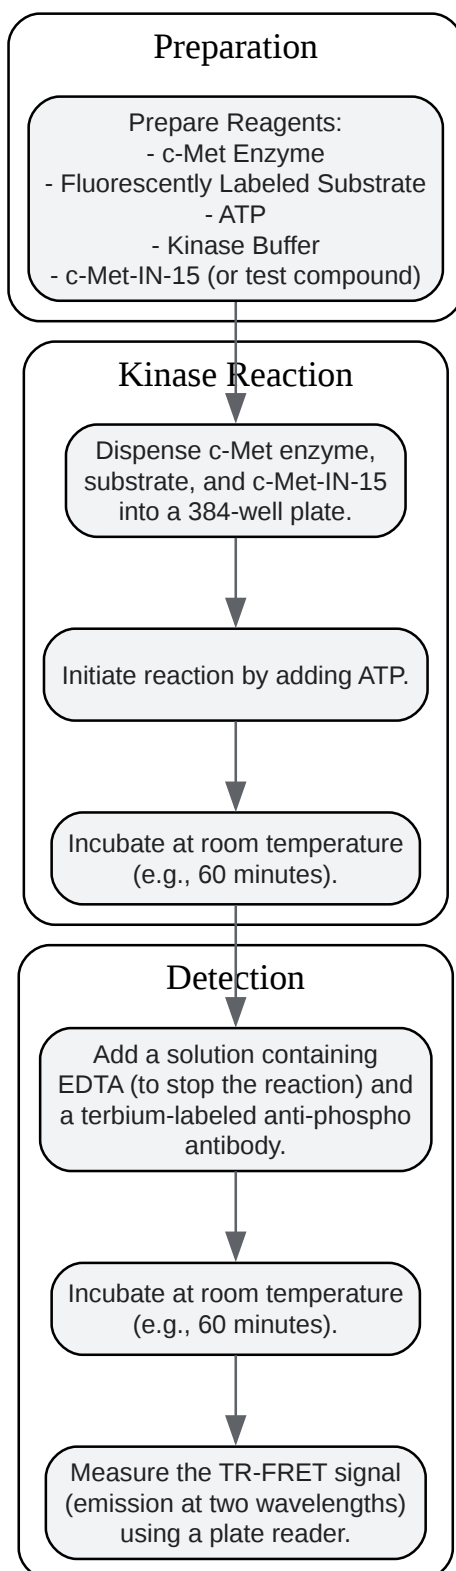 Preparation
Prepare Reagents:
- c-Met Enzyme
- Fluorescently Labeled Substrate
- ATP
- Kinase Buffer
- c-Met-IN-15 (or test compound)
Kinase Reaction
Dispense c-Met enzyme,
substrate, and c-Met-IN-15
into a 384-well plate.
Initiate reaction by adding ATP.
Incubate at room temperature
(e.g., 60 minutes).
Detection
Add a solution containing
EDTA (to stop the reaction) and
a terbium-labeled anti-phospho
antibody.
Incubate at room temperature
(e.g., 60 minutes).
Measure the TR-FRET signal
(emission at two wavelengths)
using a plate reader.